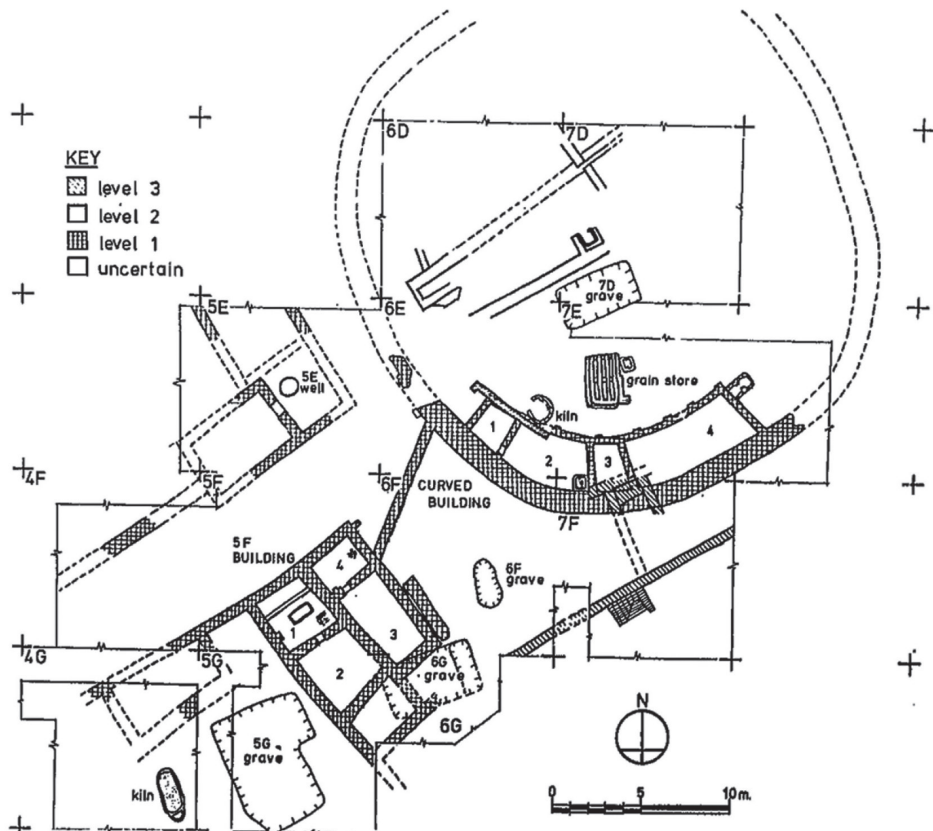 6D
7D
KEY
level 3
level 2
level 1
uncertain
5E
6E
7D
grave
7E
5E
well
grain store
kiln
1
2
3
4
4F
5F
6F
CURVED
BUILDING
7F
5F
BUILDING
4
6F
grave
1
3
2
4G
5G
6G
grave
6G
N
5G
grave
kiln
0
5
10m.